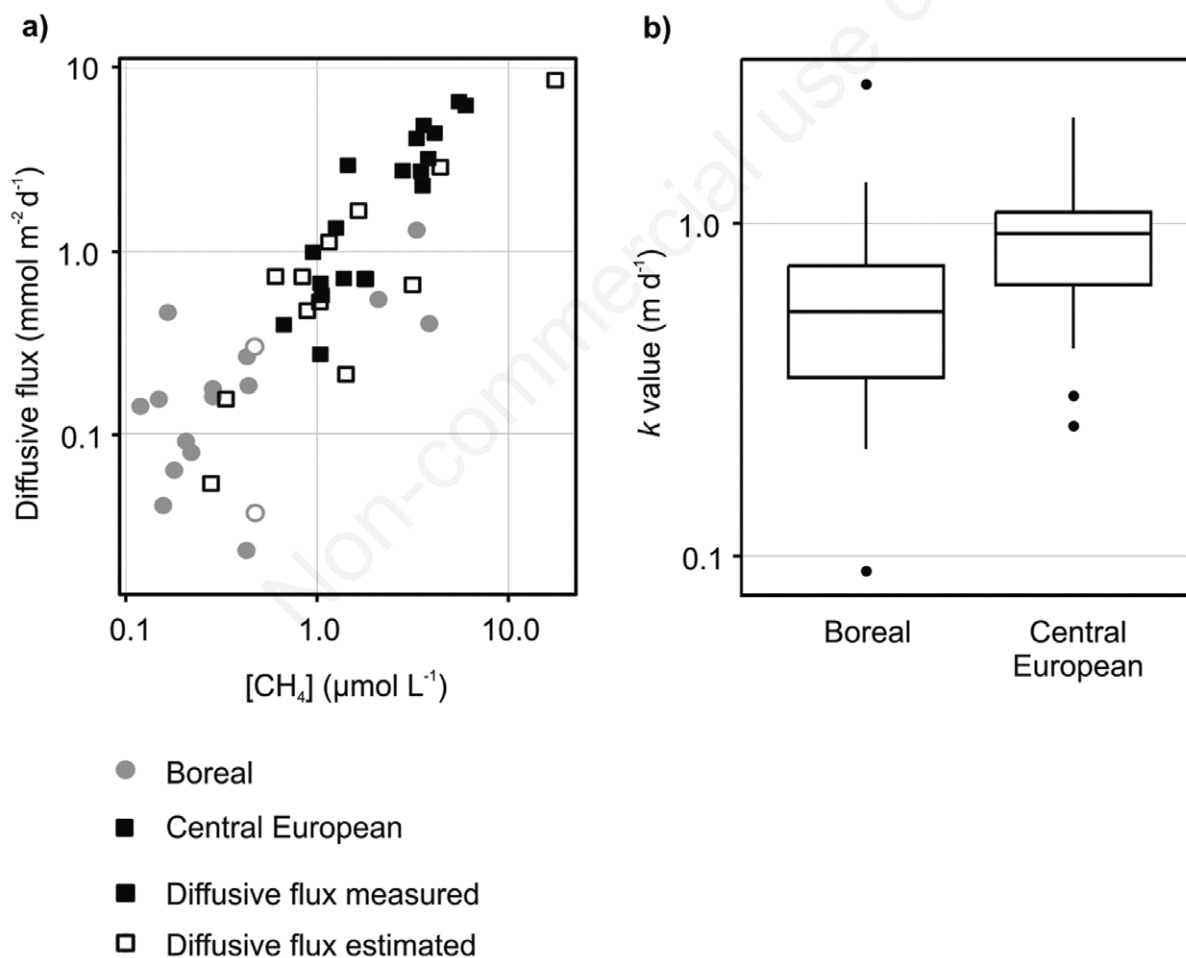 a)
b)
Non-commercial use o
Diffusive flux (mmol m⁻² d⁻¹)
10
1.0
0.1
0.1
1.0
10.0
[CH₄] (µmol L⁻¹)
k value (m d⁻¹)
1.0
0.1
Boreal
Central
European
Boreal
Central European
Diffusive flux measured
Diffusive flux estimated